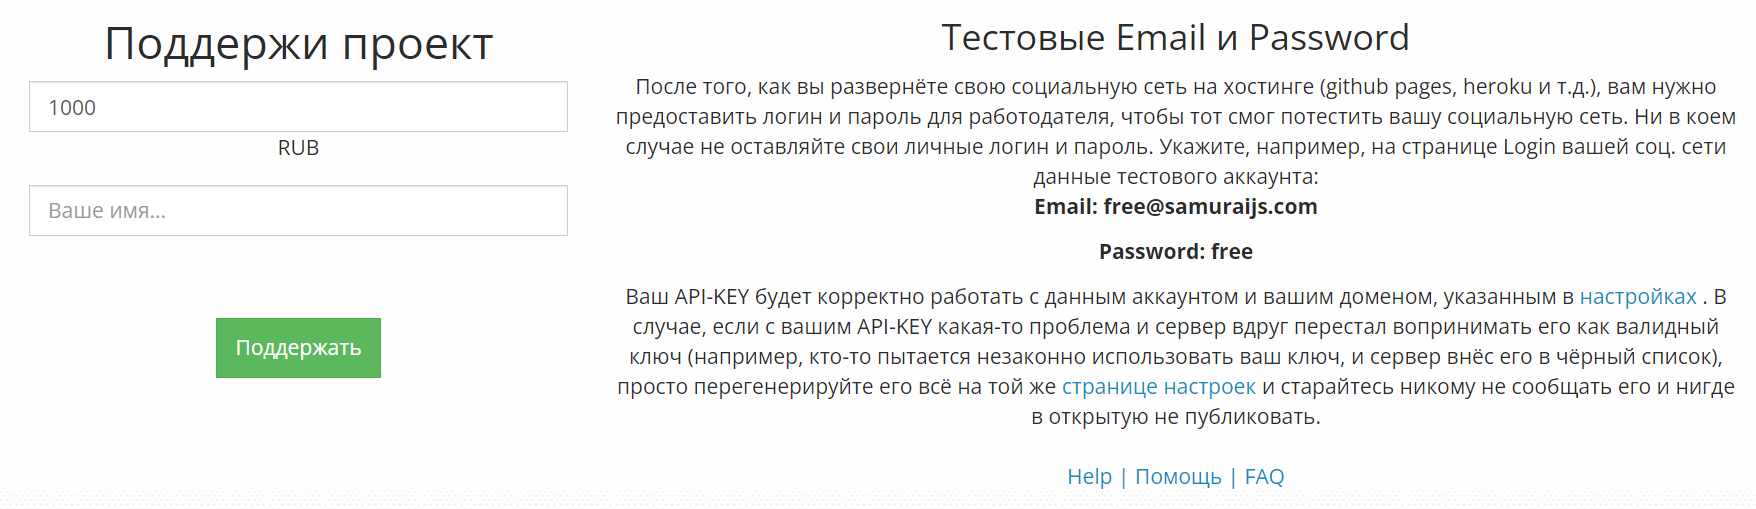 Поддержи проект
1000
RUB
Ваше имя...
Поддержать
Тестовые Email и Password
После того, как вы развернёте свою социальную сеть на хостинге (github pages, heroku и т.д.), вам нужно
предоставить логин и пароль для работодателя, чтобы тот смог потестить вашу социальную сеть. Ни в коем
случае не оставляйте свои личные логин и пароль. Укажите, например, на странице Login вашей соц. сети
данные тестового аккаунта:
Email: free@samuraijs.com
Password: free
Ваш API-KEY будет корректно работать с данным аккаунтом и вашим доменом, указанным в настройках . В
случае, если с вашим API-KEY какая-то проблема и сервер вдруг перестал вопринимать его как валидный
ключ (например, кто-то пытается незаконно использовать ваш ключ, и сервер внёс его в чёрный список),
просто перегенерируйте его всё на той же странице настроек и старайтесь никому не сообщать его и нигде
в открытую не публиковать.
Help | Помощь | FAQ